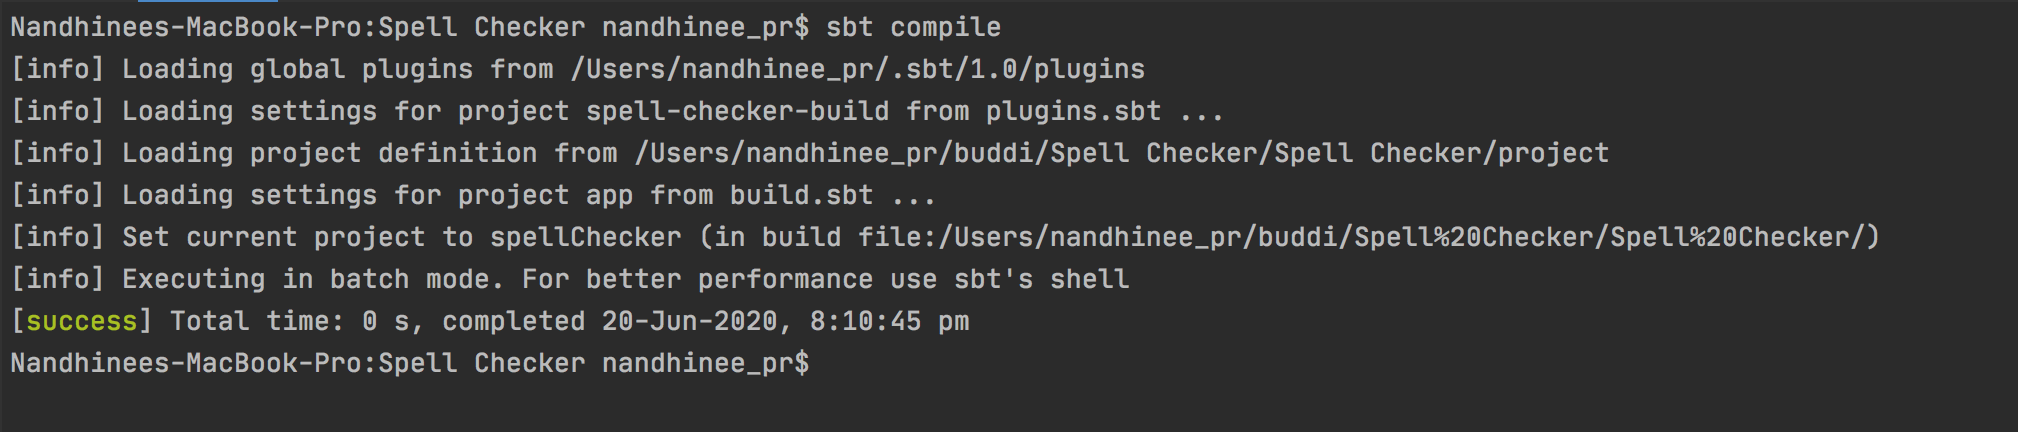 Nandhinees-MacBook-Pro:Spell Checker nandhinee_pr$ sbt compile
[info] Loading global plugins from /Users/nandhinee_pr/.sbt/1.0/plugins
[info] Loading settings for project spell-checker-build from plugins.sbt ...
[info] Loading project definition from /Users/nandhinee_pr/buddi/Spell Checker/Spell Checker/project
[info] Loading settings for project app from build.sbt ...
[info] Set current project to spellChecker (in build file:/Users/nandhinee_pr/buddi/Spell%20Checker/Spell%20Checker/)
[info] Executing in batch mode. For better performance use sbt's shell
[success] Total time: 0 s, completed 20-Jun-2020, 8:10:45 pm
Nandhinees-MacBook-Pro:Spell Checker nandhinee_pr$